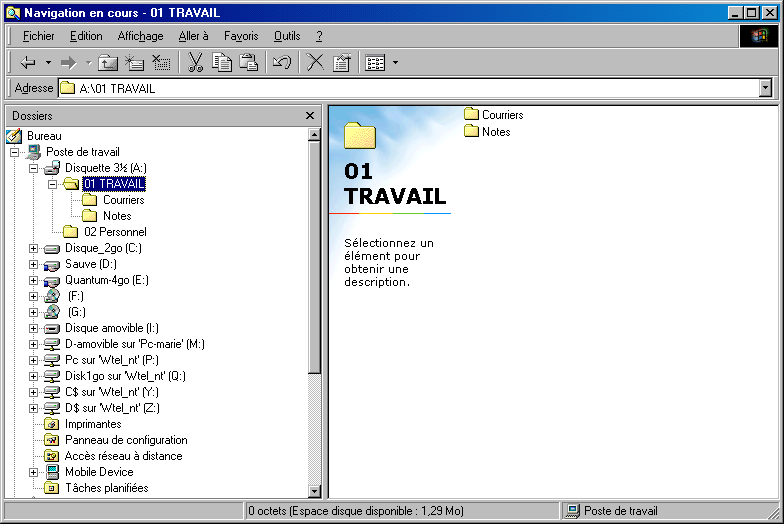 Navigation en cours - 01 TRAVAIL
Fichier Edition Affichage Aller à Favoris Outils ?
Adresse A:\01 TRAVAIL
Dossiers
Bureau
Poste de travail
Disquette 3½ (A:)
01 TRAVAIL
Courriers
Notes
02 Personnel
Disque_2go (C:)
Sauve (D:)
Quantum-4go (E:)
(F:)
(G:)
Disque amovible (I:)
D-amovible sur 'Pc-marie' (M:)
Pc sur 'Wtel_nt' (P:)
Disk1go sur 'Wtel_nt' (Q:)
C$ sur 'Wtel_nt' (Y:)
D$ sur 'Wtel_nt' (Z:)
Imprimantes
Panneau de configuration
Accès réseau à distance
Mobile Device
Tâches planifiées
01
TRAVAIL
Sélectionnez un
élément pour
obtenir une
description.
Courriers
Notes
0 octets (Espace disque disponible : 1,29 Mo)
Poste de travail